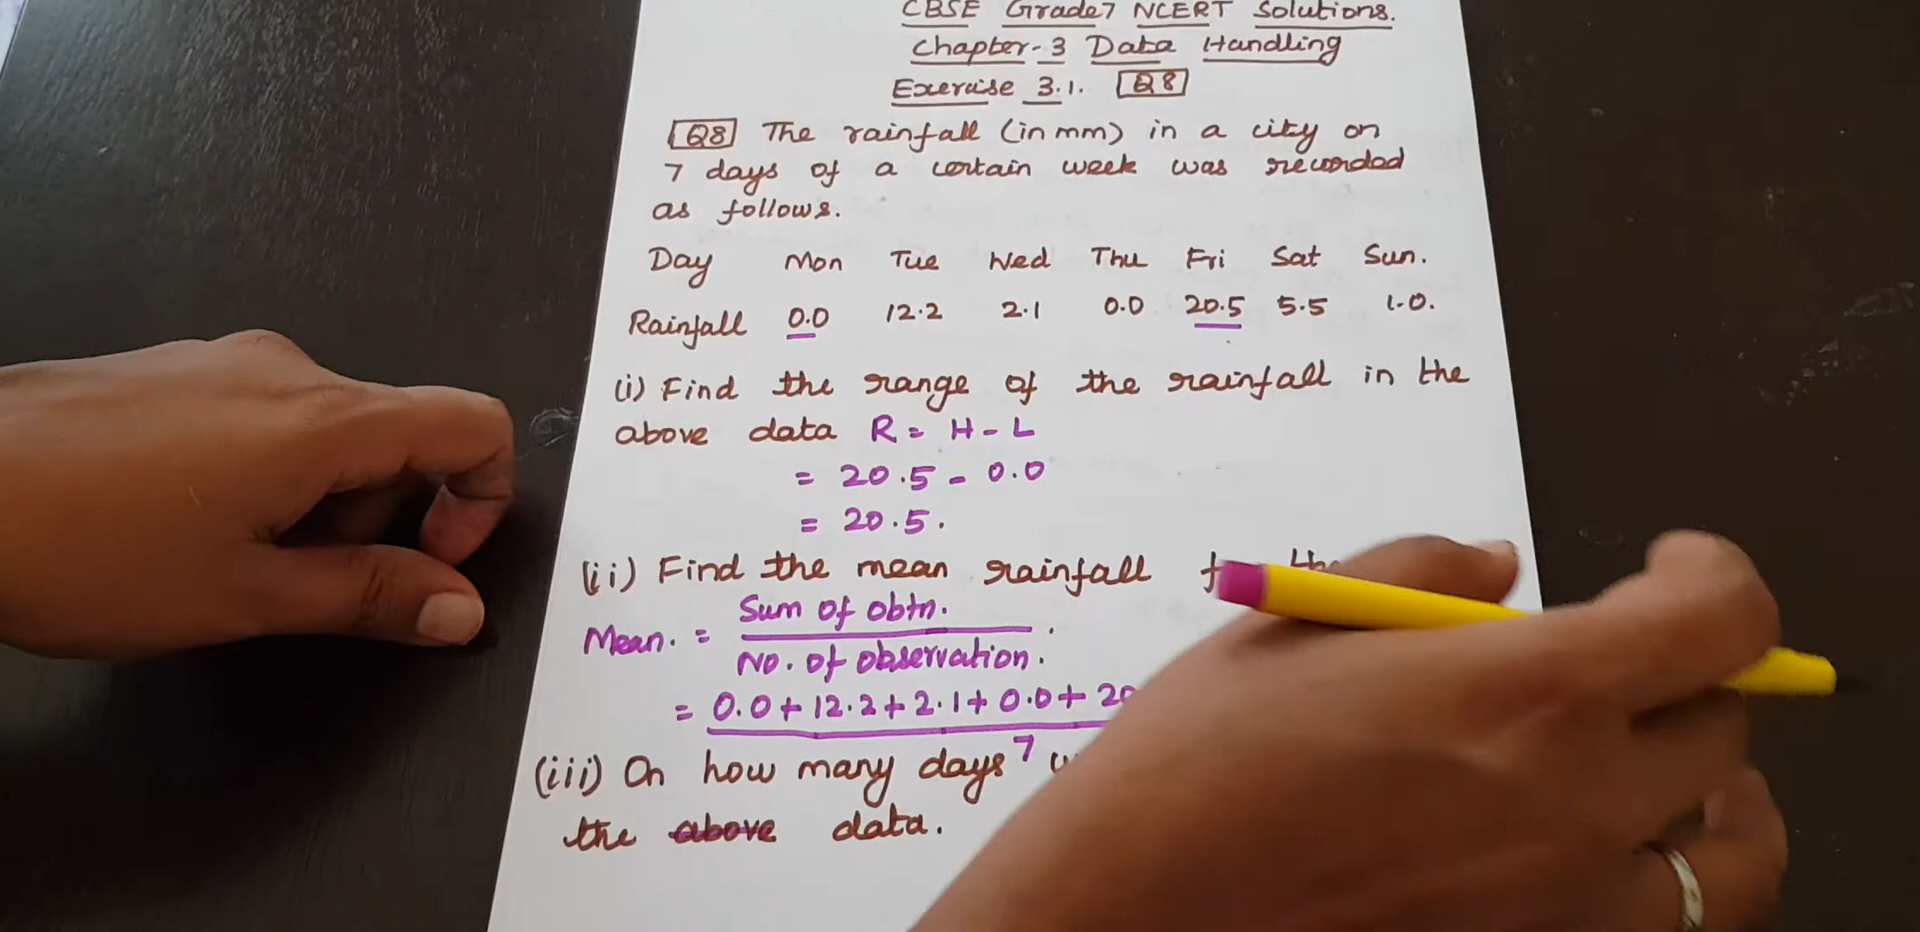 CBSE Grade7 NCERT Solutions.
Chapter-3 Data Handling
Exercise 3.1. Q8
Q8 The rainfall (in mm) in a city on
7 days of a certain week was recorded
as follows.
Day Mon Tue Wed Thu Fri Sat Sun.
Rainfall 0.0 12.2 2.1 0.0 20.5 5.5 1.0.
(i) Find the range of the rainfall in the
above data R = H - L
= 20.5 - 0.0
= 20.5.
(ii) Find the mean rainfall
Sum of obtn.
Mean. = .
No. of observation.
= 0.0 + 12.2 + 2.1 + 0.0 + 20
7
(iii) On how many days
the above data.